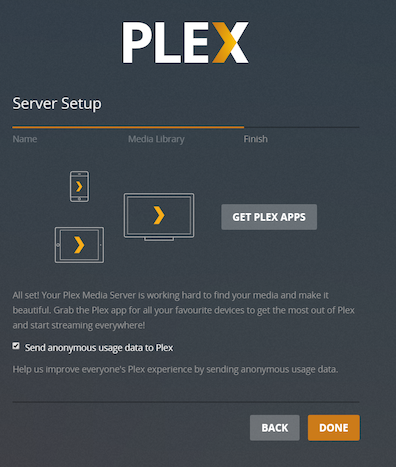 PLEX
Server Setup
Name Media Library Finish
GET PLEX APPS
All set! Your Plex Media Server is working hard to find your media and make it
beautiful. Grab the Plex app for all your favourite devices to get the most out of Plex
and start streaming everywhere!
Send anonymous usage data to Plex
Help us improve everyone's Plex experience by sending anonymous usage data.
BACK DONE